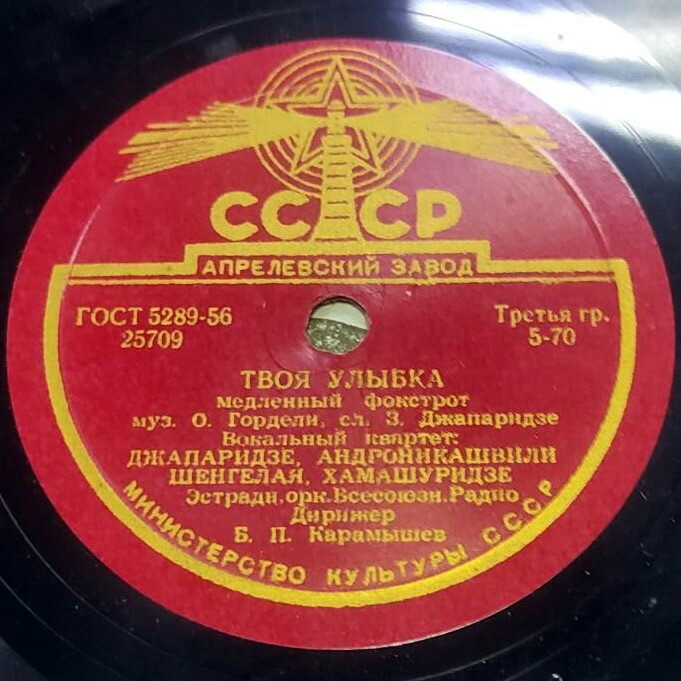 СССР
АПРЕЛЕВСКИЙ ЗАВОД
ГОСТ 5289-56
25709
Третья гр.
5-70
ТВОЯ УЛЫБКА
медленный фокстрот
муз. О. Гордели, сл. З. Джапаридзе
Вокальный квартет:
ДЖАПАРИДЗЕ, АНДРОНИКАШВИЛИ
ШЕНГЕЛАЯ, ХАМАШУРИДЗЕ
Эстрадн.орк.Всесоюзн.Радио
Дирижер
Б. П. Карамышев
МИНИСТЕРСТВО КУЛЬТУРЫ СССР